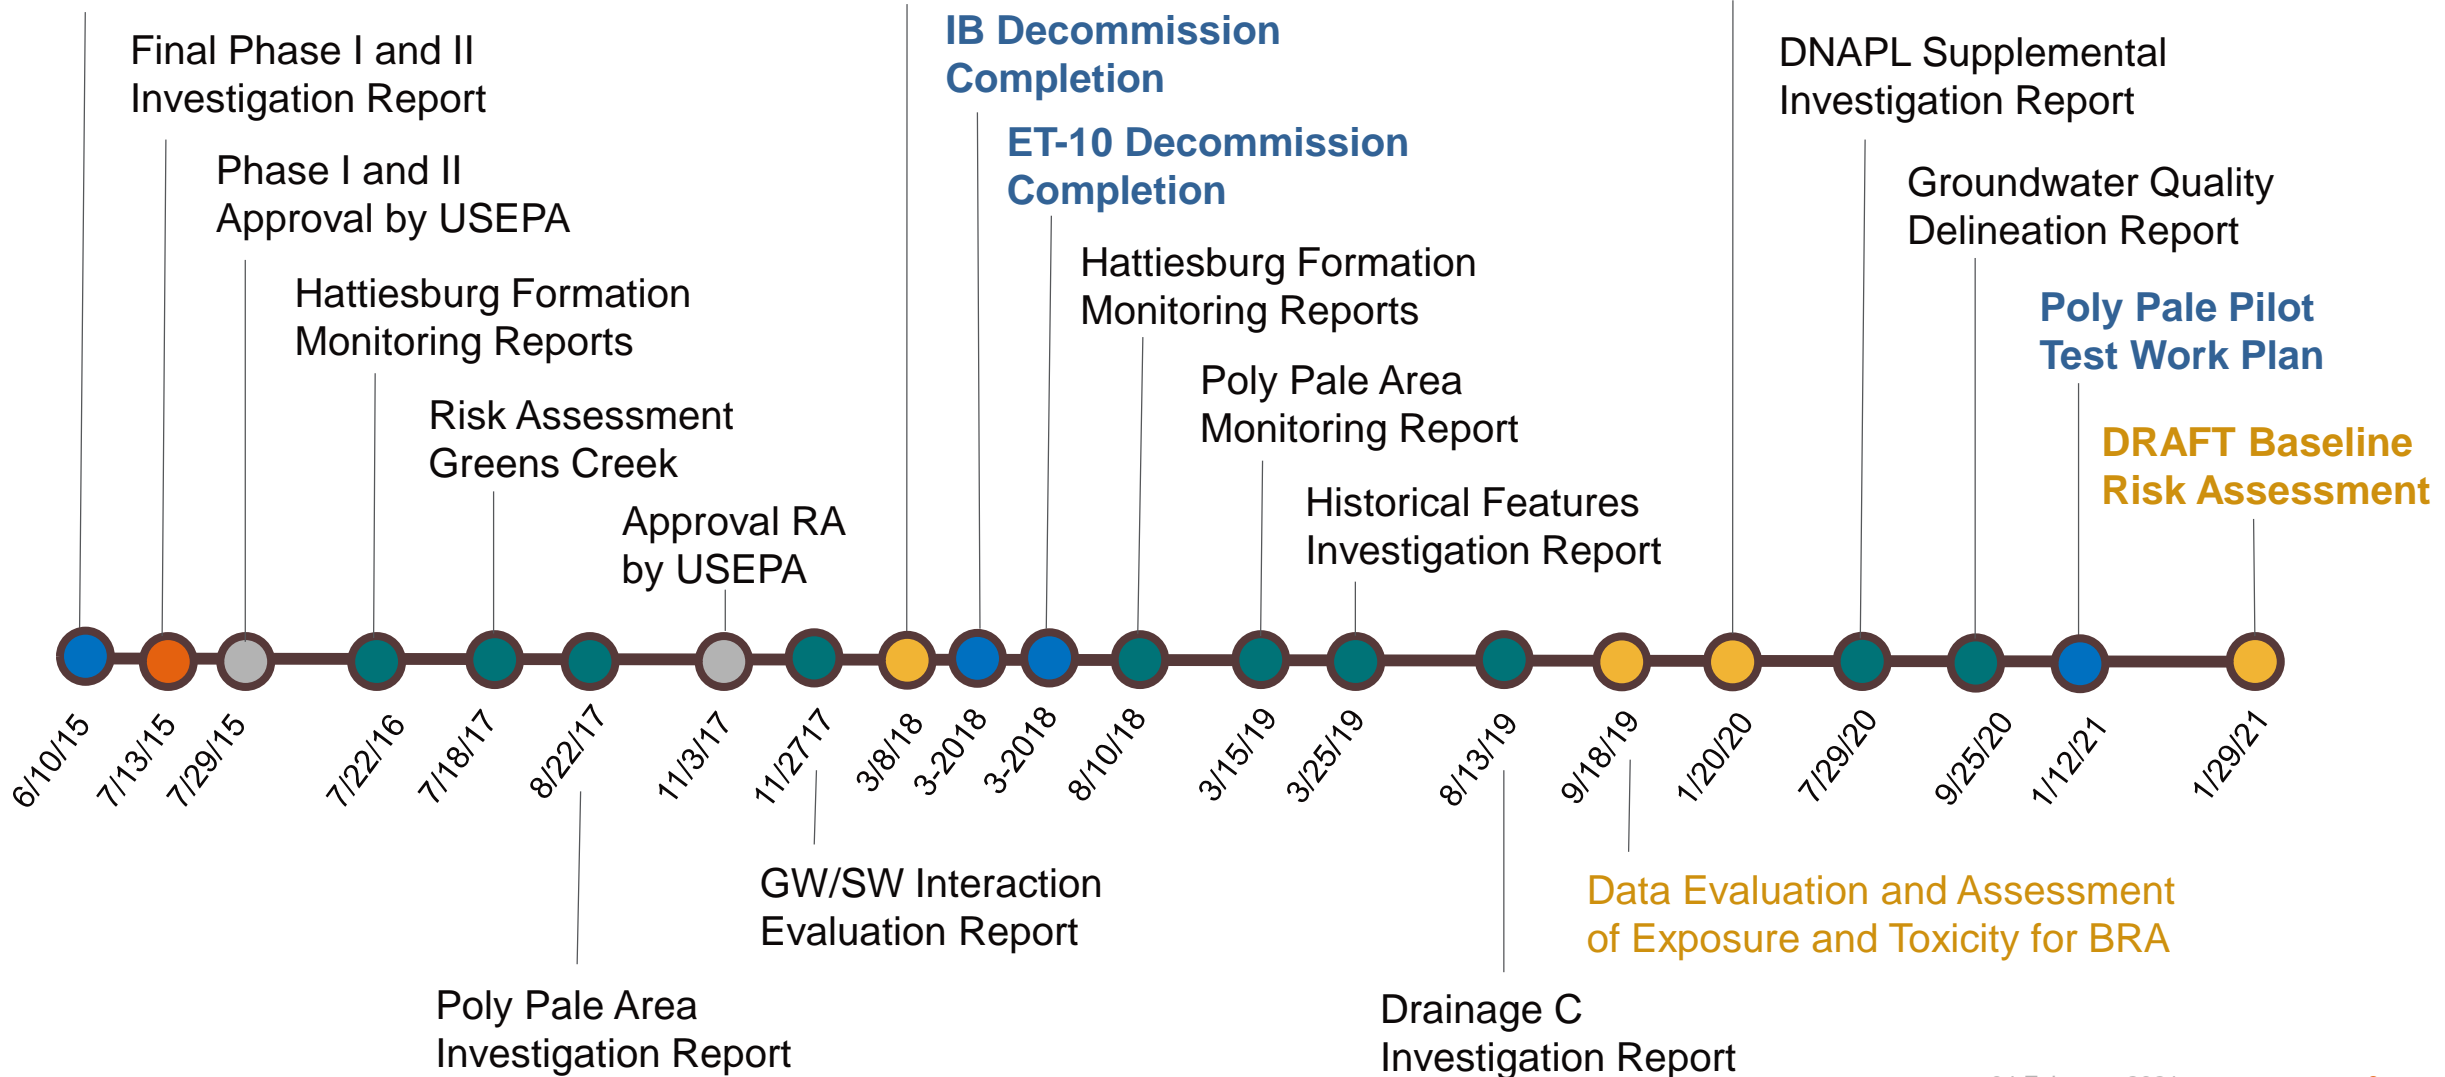 IB Decommission
Completion
Final Phase I and II
Investigation Report
DNAPL Supplemental
Investigation Report
ET-10 Decommission
Completion
Phase I and II
Approval by USEPA
Groundwater Quality
Delineation Report
Hattiesburg Formation
Monitoring Reports
Hattiesburg Formation
Monitoring Reports
Poly Pale Pilot
Test Work Plan
Poly Pale Area
Monitoring Report
Risk Assessment
Greens Creek
DRAFT Baseline
Risk Assessment
Historical Features
Investigation Report
Approval RA
by USEPA
6/10/15
7/13/15
7/29/15
7/22/16
7/18/17
8/22/17
11/3/17
11/2717
3/8/18
3-2018
3-2018
8/10/18
3/15/19
3/25/19
8/13/19
9/18/19
1/20/20
7/29/20
9/25/20
1/12/21
1/29/21
GW/SW Interaction
Evaluation Report
Data Evaluation and Assessment
of Exposure and Toxicity for BRA
Poly Pale Area
Investigation Report
Drainage C
Investigation Report